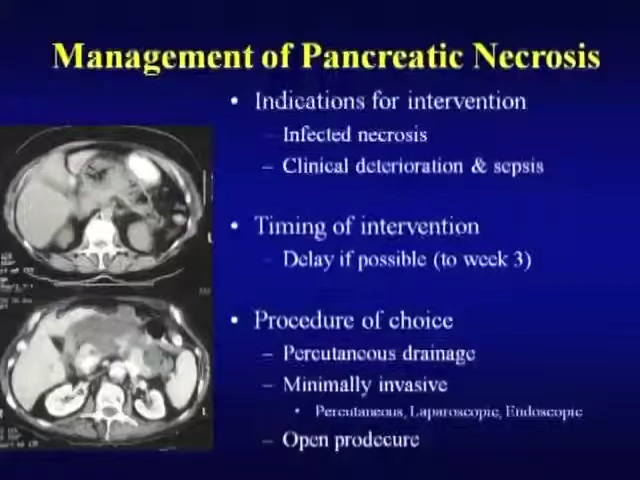 Management of Pancreatic Necrosis
• Indications for intervention
– Infected necrosis
– Clinical deterioration & sepsis
• Timing of intervention
– Delay if possible (to week 3)
• Procedure of choice
– Percutaneous drainage
– Minimally invasive
• Percutaneous, Laparoscopic, Endoscopic
– Open prodecure